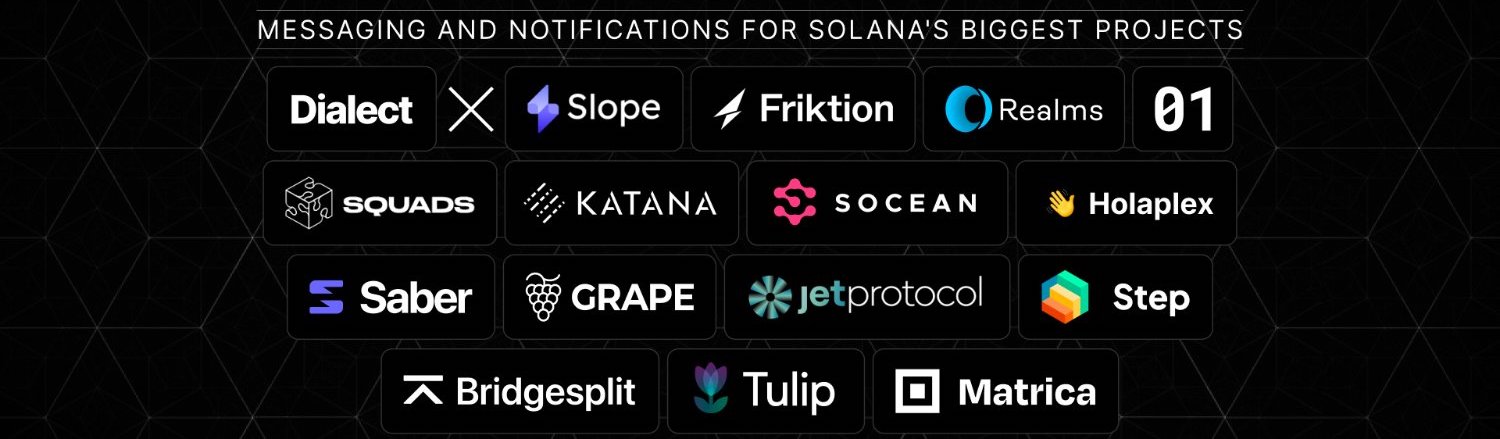 MESSAGING AND NOTIFICATIONS FOR SOLANA'S BIGGEST PROJECTS
Dialect Slope Friktion Realms 01
SQUADS KATANA SOCEAN Holaplex
Saber GRAPE jetprotocol Step
Bridgesplit Tulip Matrica